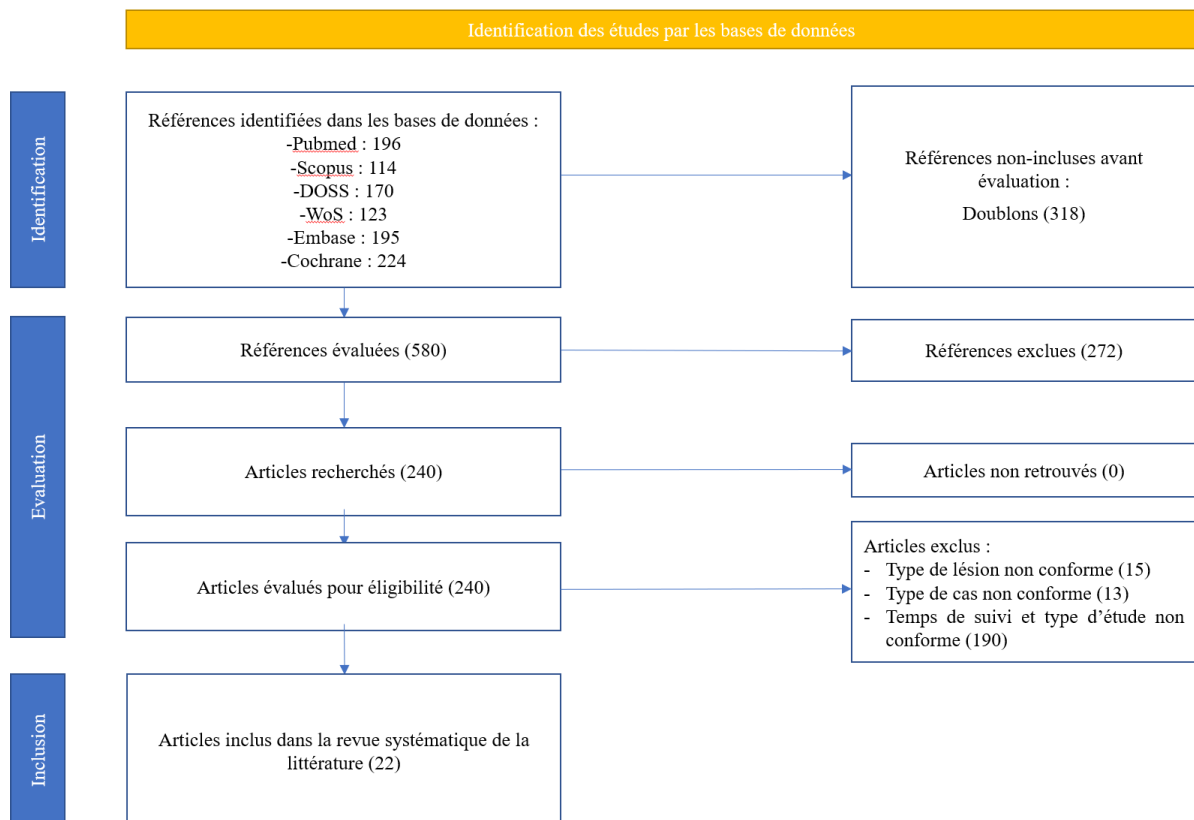 Identification des études par les bases de données
Identification
Références identifiées dans les bases de données :
-Pubmed : 196
-Scopus : 114
-DOSS : 170
-WoS : 123
-Embase : 195
-Cochrane : 224
Références non-incluses avant
évaluation :
Doublons (318)
Evaluation
Références évaluées (580)
Références exclues (272)
Articles recherchés (240)
Articles non retrouvés (0)
Articles évalués pour éligibilité (240)
Articles exclus :
- Type de lésion non conforme (15)
- Type de cas non conforme (13)
- Temps de suivi et type d’étude non
conforme (190)
Inclusion
Articles inclus dans la revue systématique de la
littérature (22)